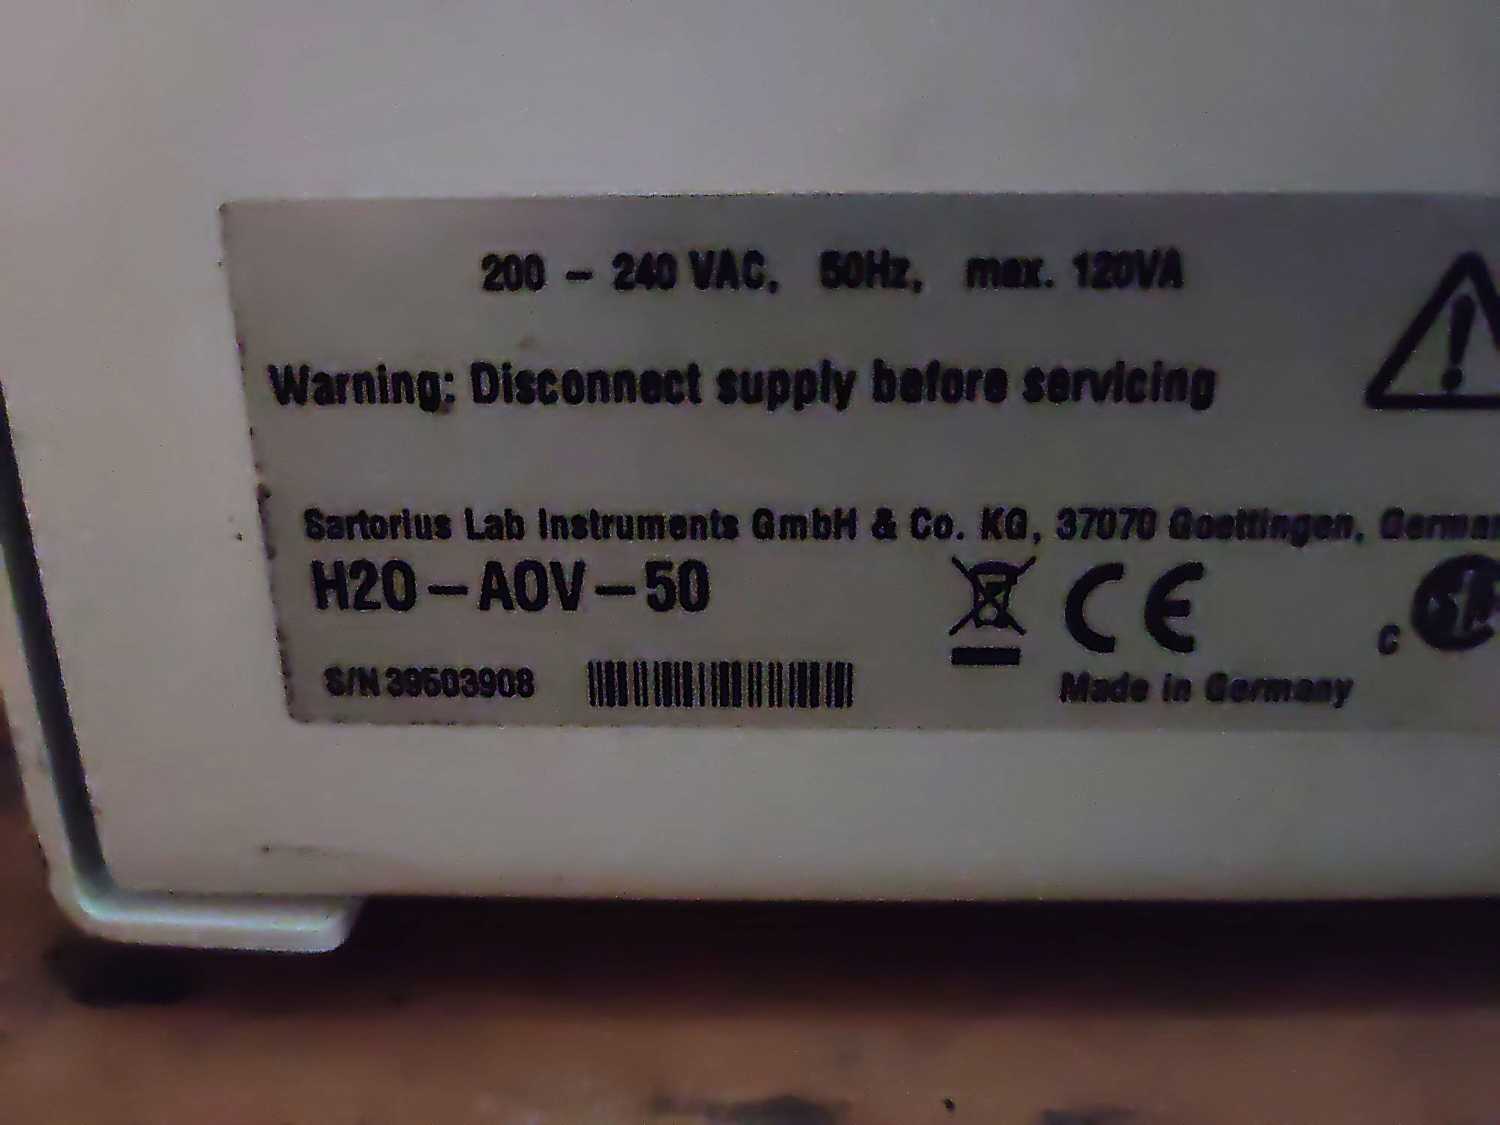 200 – 240 VAC, 50Hz, max. 120VA
Warning: Disconnect supply before servicing
Sartorius Lab Instruments GmbH & Co. KG, 37070 Goettingen,
H2O – AOV – 50
CE
S/N 39503908
Made in Germany